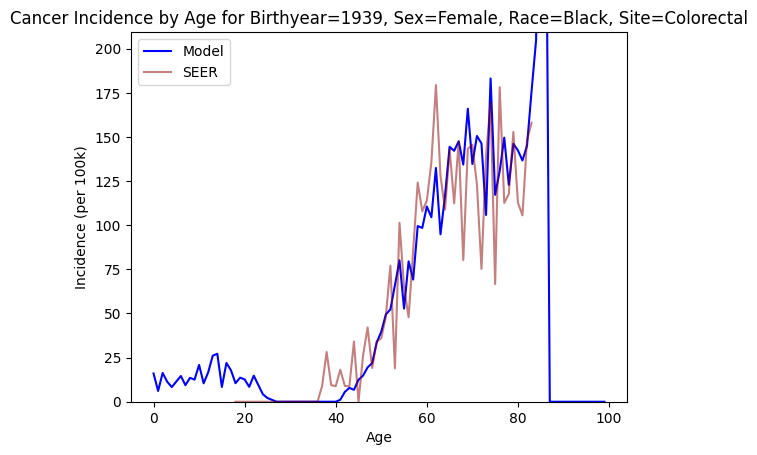 Cancer Incidence by Age for Birthyear=1939, Sex=Female, Race=Black, Site=Colorectal
Model
SEER
Incidence (per 100k)
200
175
150
125
100
75
50
25
0
0 20 40 60 80 100
Age